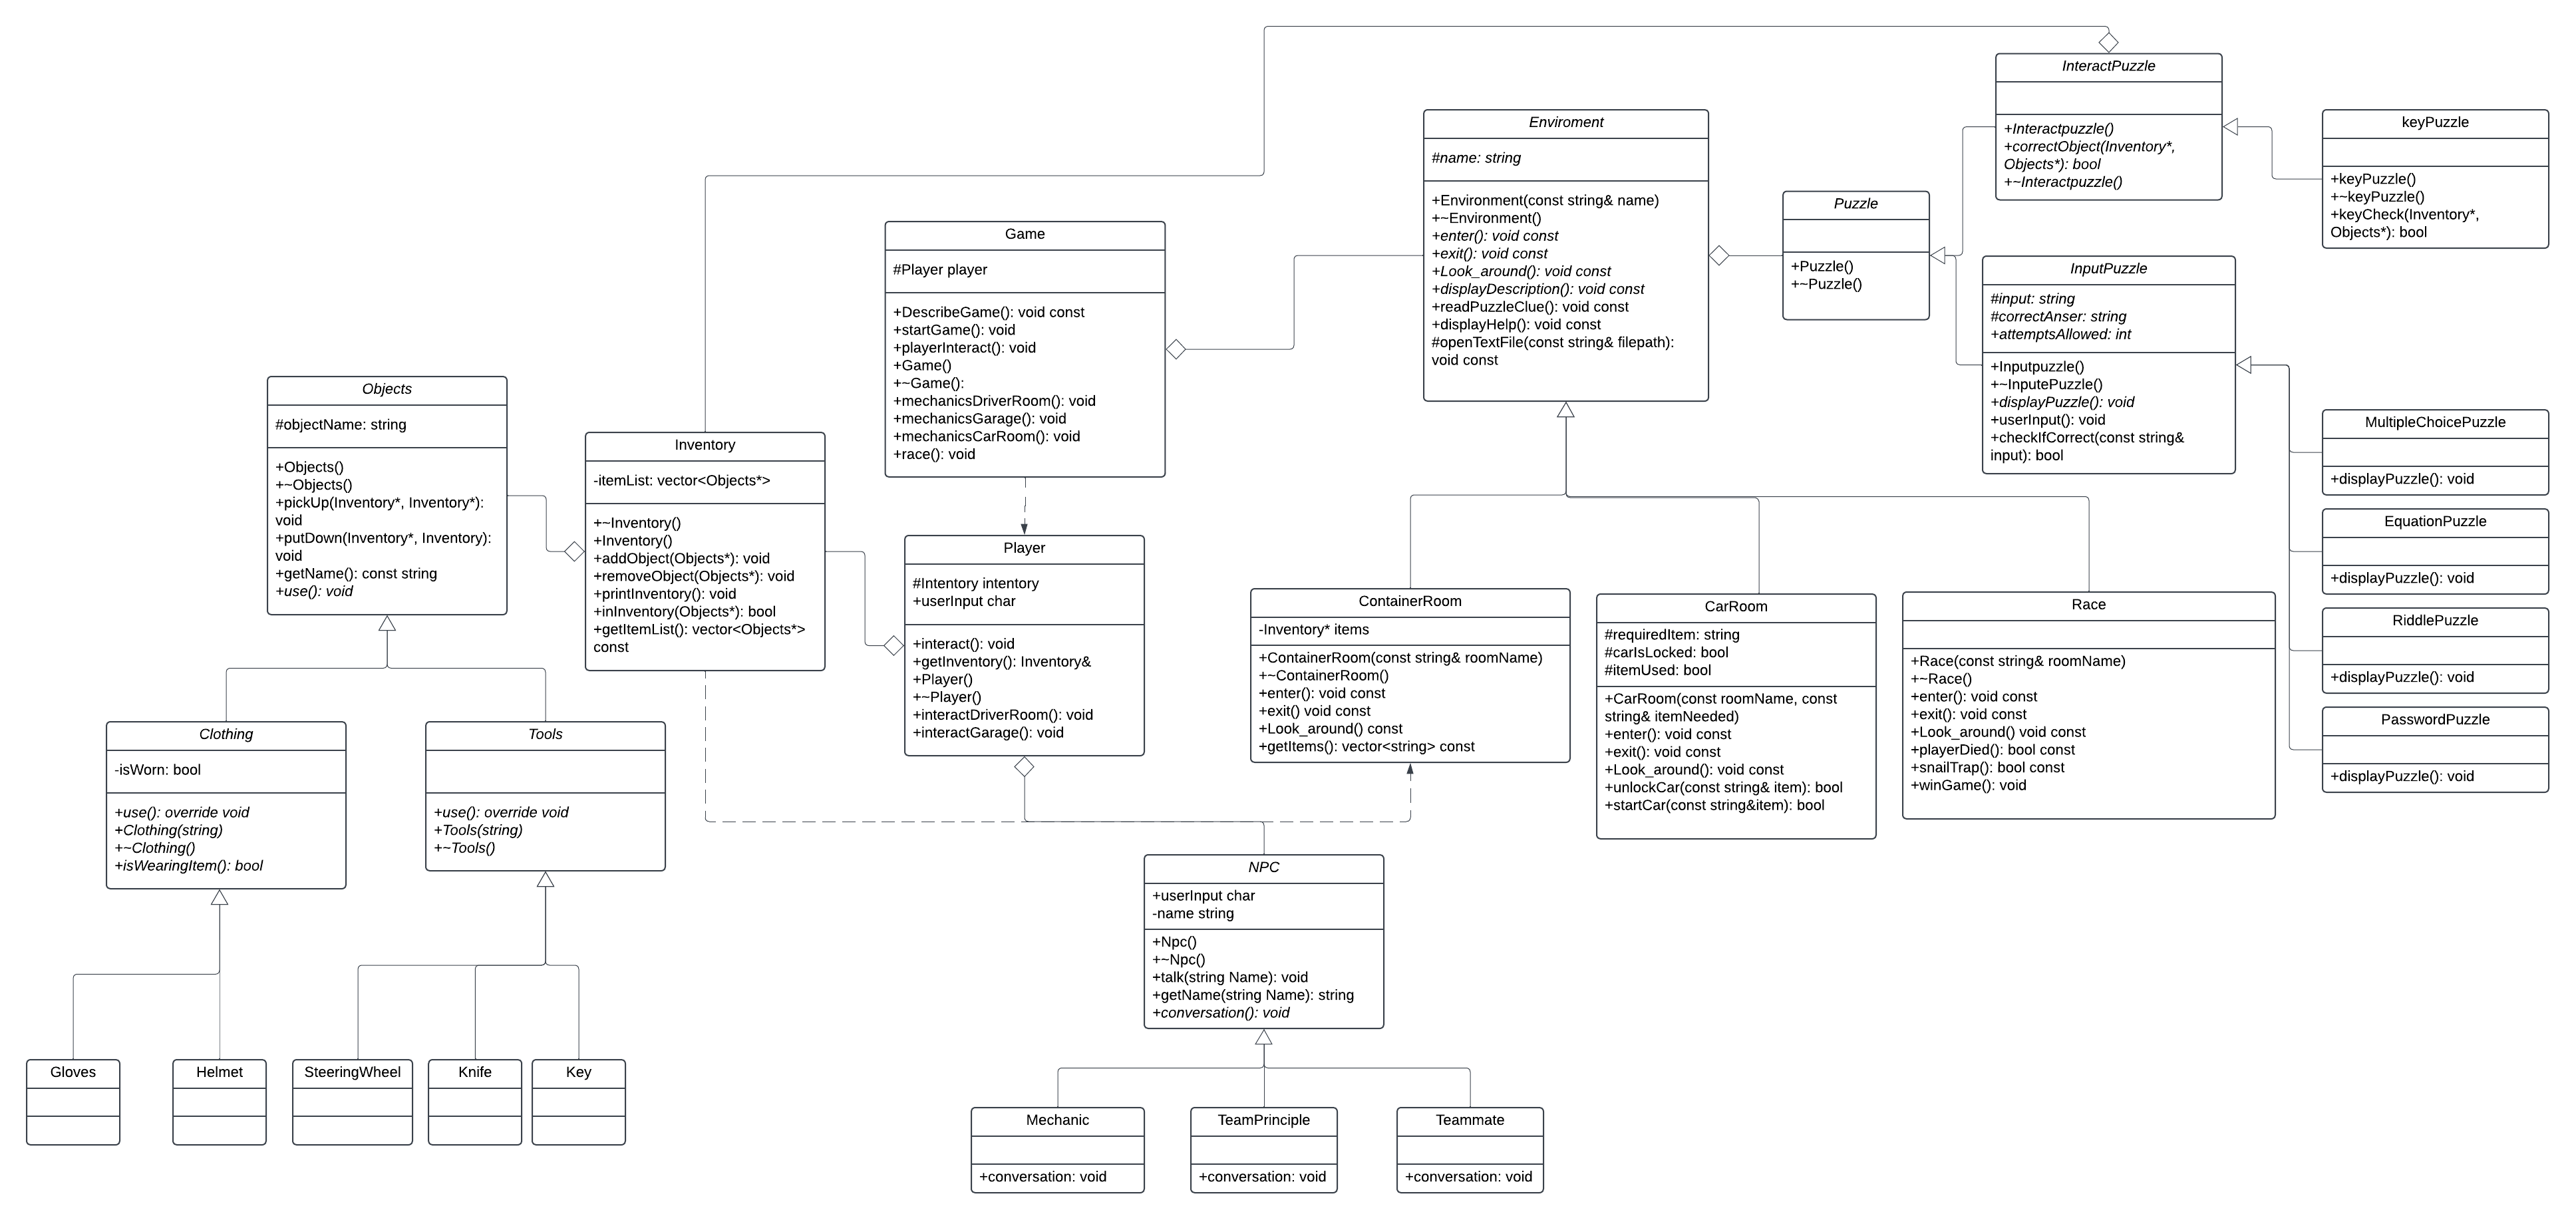 InteractPuzzle
+Interactpuzzle()
+correctObject(Inventory*,
Objects*): bool
+~Interactpuzzle()
keyPuzzle
+keyPuzzle()
+~keyPuzzle()
+keyCheck(Inventory*,
Objects*): bool
Enviroment
#name: string
+Environment(const string& name)
+~Environment()
+enter(): void const
+exit(): void const
+Look_around(): void const
+displayDescription(): void const
+readPuzzleClue(): void const
+displayHelp(): void const
#openTextFile(const string& filepath):
void const
Puzzle
+Puzzle()
+~Puzzle()
Game
#Player player
+DescribeGame(): void const
+startGame(): void
+playerInteract(): void
+Game()
+~Game():
+mechanicsDriverRoom(): void
+mechanicsGarage(): void
+mechanicsCarRoom(): void
+race(): void
InputPuzzle
#input: string
#correctAnser: string
+attemptsAllowed: int
+Inputpuzzle()
+~InputePuzzle()
+displayPuzzle(): void
+userInput(): void
+checkIfCorrect(const string&
input): bool
Objects
#objectName: string
+Objects()
+~Objects()
+pickUp(Inventory*, Inventory*):
void
+putDown(Inventory*, Inventory):
void
+getName(): const string
+use(): void
Inventory
-itemList: vector<Objects*>
+~Inventory()
+Inventory()
+addObject(Objects*): void
+removeObject(Objects*): void
+printInventory(): void
+inInventory(Objects*): bool
+getItemList(): vector<Objects*>
const
MultipleChoicePuzzle
+displayPuzzle(): void
EquationPuzzle
+displayPuzzle(): void
RiddlePuzzle
+displayPuzzle(): void
PasswordPuzzle
+displayPuzzle(): void
Player
#Intentory intentory
+userInput char
+interact(): void
+getInventory(): Inventory&
+Player()
+~Player()
+interactDriverRoom(): void
+interactGarage(): void
ContainerRoom
-Inventory* items
+ContainerRoom(const string& roomName)
+~ContainerRoom()
+enter(): void const
+exit() void const
+Look_around() const
+getItems(): vector<string> const
CarRoom
#requiredItem: string
#carIsLocked: bool
#itemUsed: bool
+CarRoom(const roomName, const
string& itemNeeded)
+enter(): void const
+exit(): void const
+Look_around(): void const
+unlockCar(const string& item): bool
+startCar(const string&item): bool
Race
+Race(const string& roomName)
+~Race()
+enter(): void const
+exit(): void const
+Look_around() void const
+playerDied(): bool const
+snailTrap(): bool const
+winGame(): void
Clothing
-isWorn: bool
+use(): override void
+Clothing(string)
+~Clothing()
+isWearingItem(): bool
Tools
+use(): override void
+Tools(string)
+~Tools()
NPC
+userInput char
-name string
+Npc()
+~Npc()
+talk(string Name): void
+getName(string Name): string
+conversation(): void
Gloves
Helmet
SteeringWheel
Knife
Key
Mechanic
+conversation: void
TeamPrinciple
+conversation: void
Teammate
+conversation: void